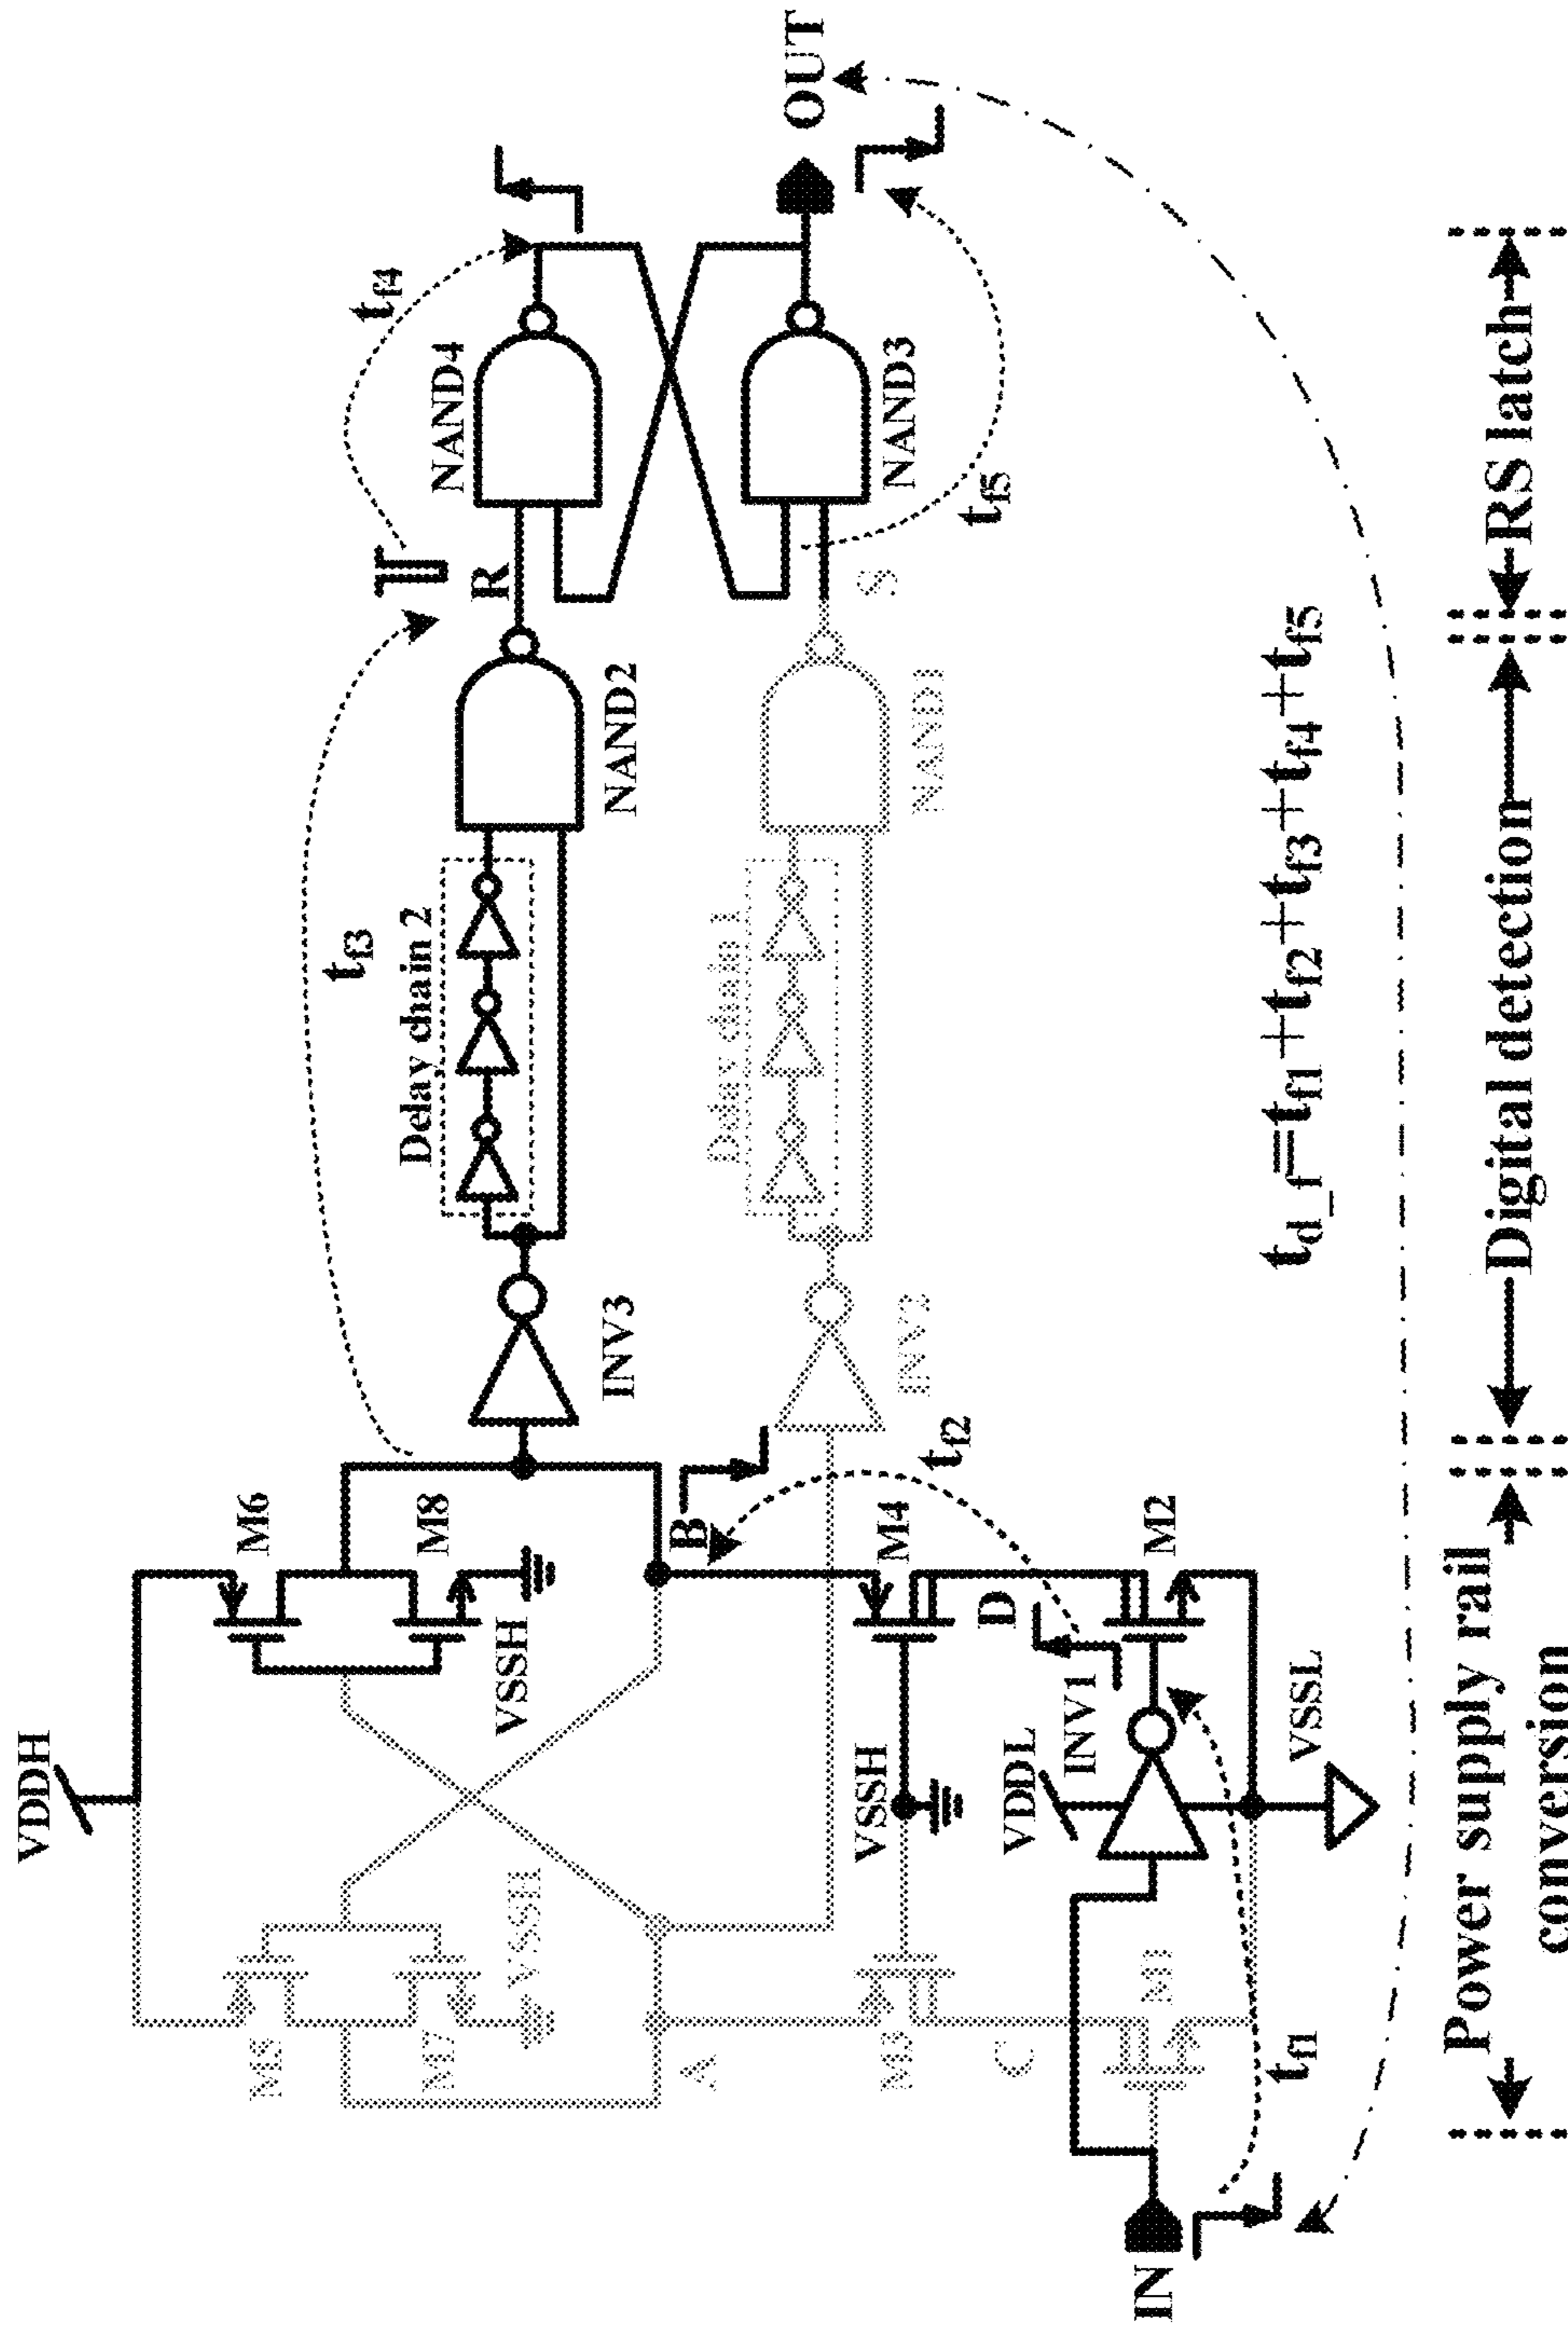 VDDH
M5
M6
M7
M8
VSSH
VSSH
A
B
M3
VSSH
M4
C
D
VDDL
INV1
M1
M2
IN
VSSL
t_f1
t_f2
t_f3
INV3
INV2
Delay chain 2
Delay chain 1
NAND2
NAND1
R
S
t_f4
t_f5
NAND4
NAND3
OUT
t_d_f=t_f1+t_f2+t_f3+t_f4+t_f5
Power supply rail
conversion
Digital detection
RS latch